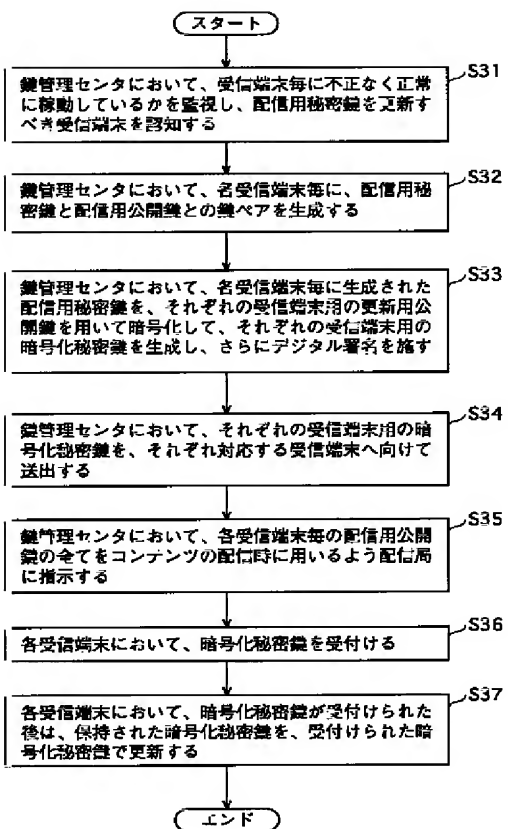 スタート
S31
鍵管理センタにおいて、受信端末毎に不正なく正常
に稼動しているかを監視し、配信用秘密鍵を更新す
べき受信端末を認知する
S32
鍵管理センタにおいて、各受信端末毎に、配信用秘
密鍵と配信用公開鍵との鍵ペアを生成する
S33
鍵管理センタにおいて、各受信端末毎に生成された
配信用秘密鍵を、それぞれの受信端末用の更新用公
開鍵を用いて暗号化して、それぞれの受信端末用の
暗号化秘密鍵を生成し、さらにデジタル署名を施す
S34
鍵管理センタにおいて、それぞれの受信端末用の暗
号化秘密鍵を、それぞれ対応する受信端末へ向けて
送出する
S35
鍵管理センタにおいて、各受信端末毎の配信用公開
鍵の全てをコンテンツの配信時に用いるよう配信局
に指示する
S36
各受信端末において、暗号化秘密鍵を受付ける
S37
各受信端末において、暗号化秘密鍵が受付けられた
後は、保持された暗号化秘密鍵を、受付けられた暗
号化秘密鍵で更新する
エンド